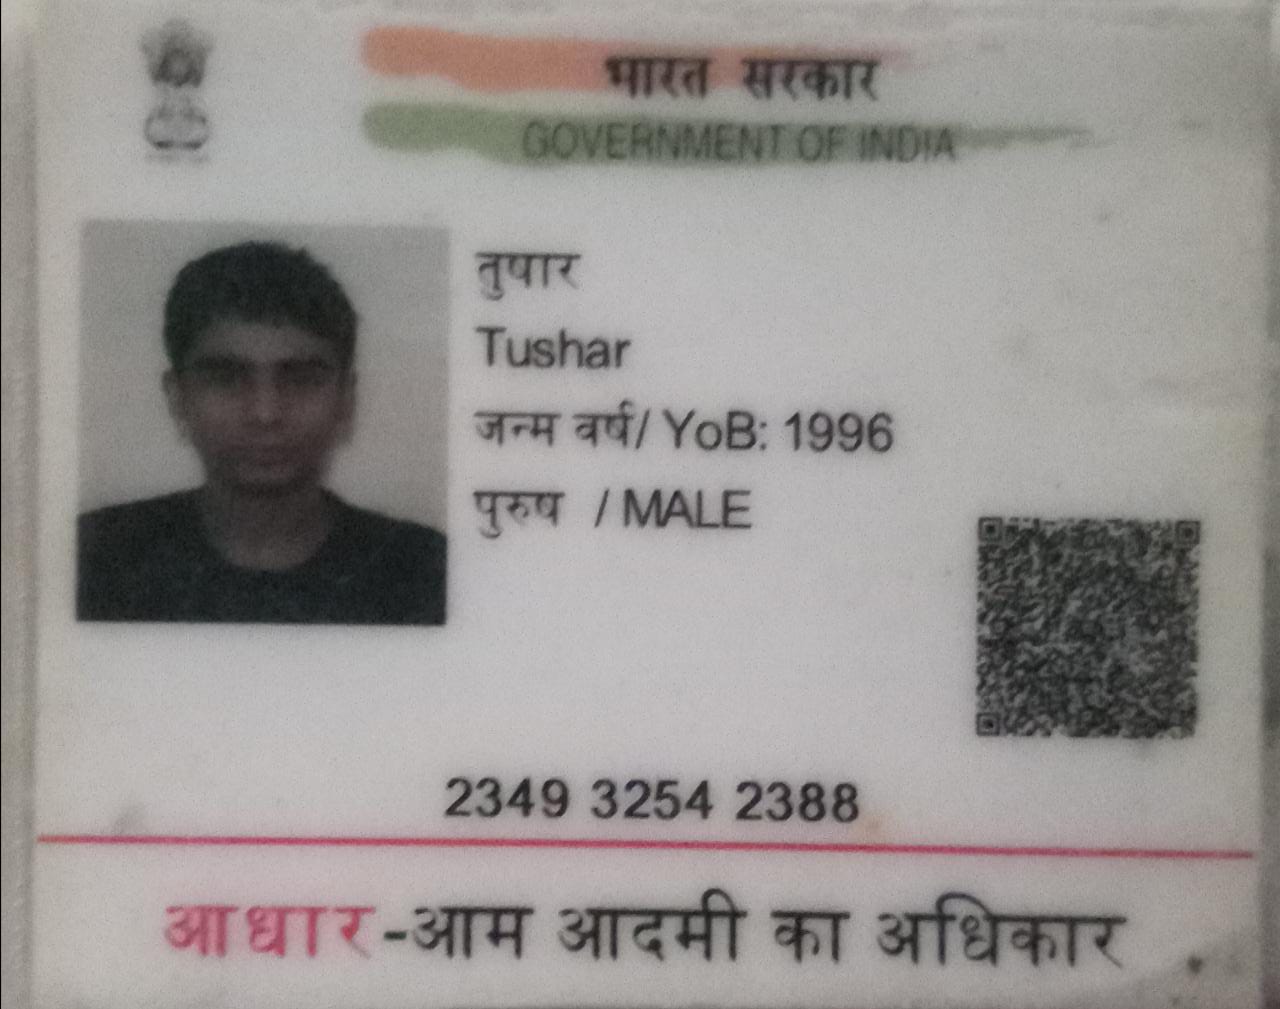 भारत सरकार
GOVERNMENT OF INDIA
तुषार
Tushar
जन्म वर्ष/ YoB: 1996
पुरुष / MALE
2349 3254 2388
आधार-आम आदमी का अधिकार